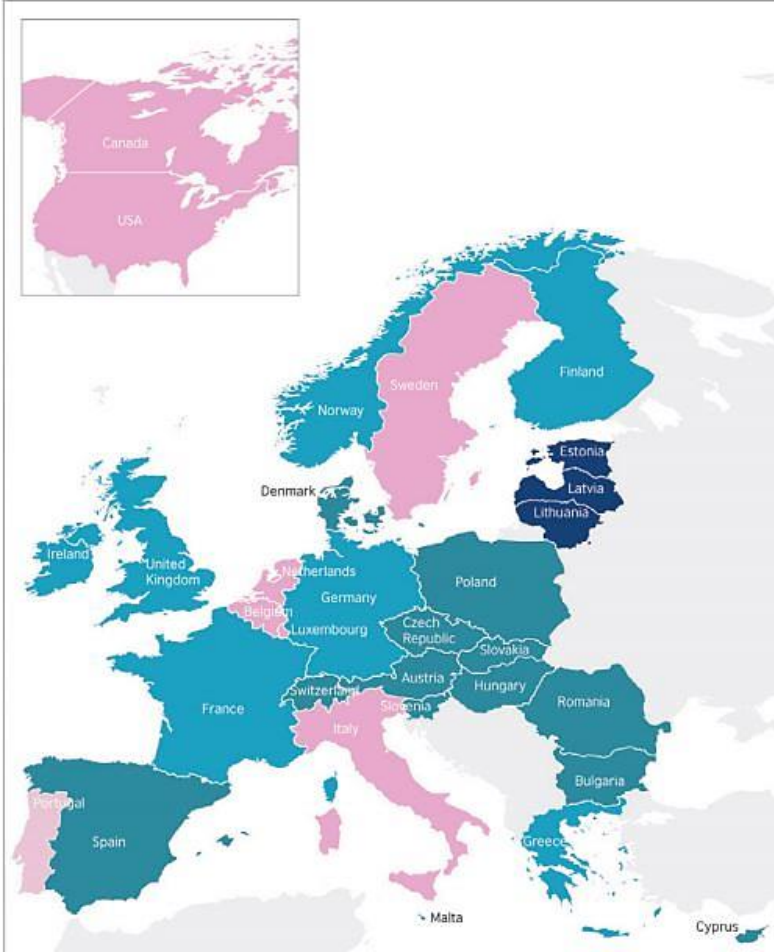 Canada
USA
Finland
Sweden
Norway
Estonia
Denmark
Latvia
Lithuania
Ireland
United
Kingdom
Netherlands
Poland
Germany
Belgium
Czech
Republic
Luxembourg
Slovakia
Austria
Hungary
Switzerland
Slovenia
Romania
France
Italy
Bulgaria
Portugal
Spain
Greece
Malta
Cyprus